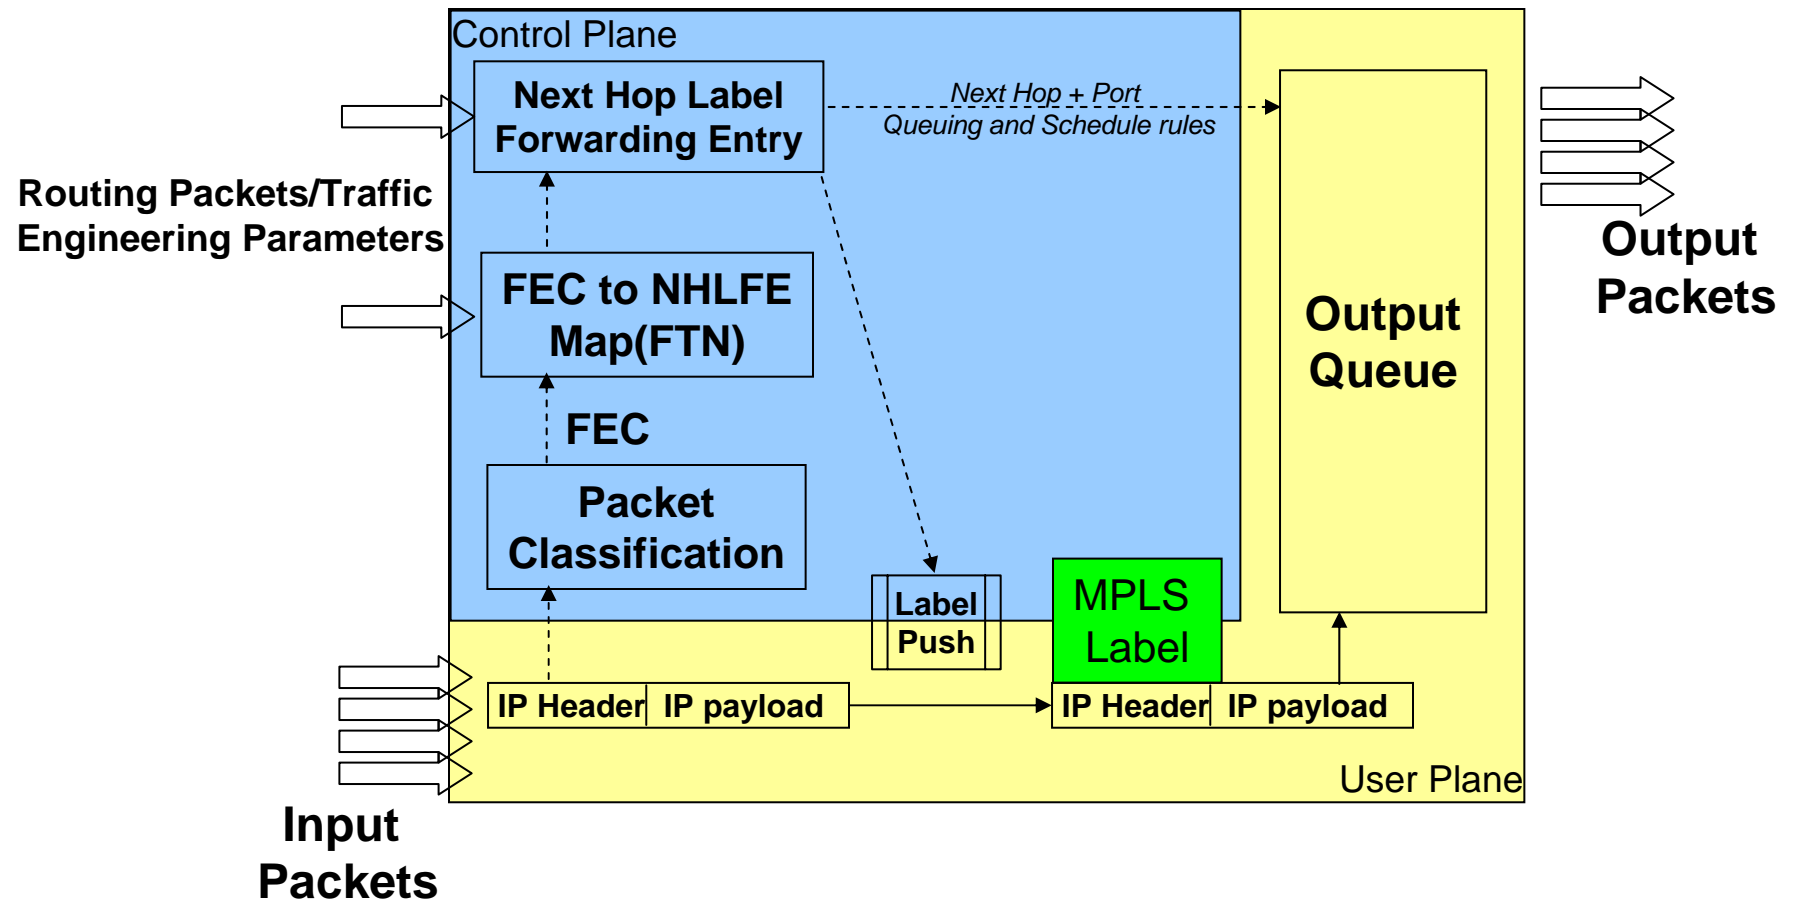 Control Plane
Next Hop Label
Forwarding Entry
Next Hop + Port
Queuing and Schedule rules
Routing Packets/Traffic
Engineering Parameters
FEC to NHLFE
Map(FTN)
FEC
Packet
Classification
Label
Push
MPLS
Label
Output
Queue
Output
Packets
IP Header
IP payload
IP Header
IP payload
User Plane
Input
Packets